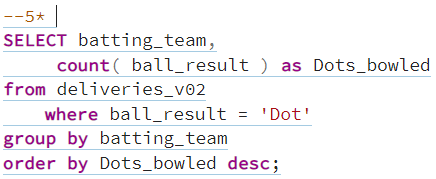 --5*
SELECT batting_team,
count( ball_result ) as Dots_bowled
from deliveries_v02
where ball_result = 'Dot'
group by batting_team
order by Dots_bowled desc;